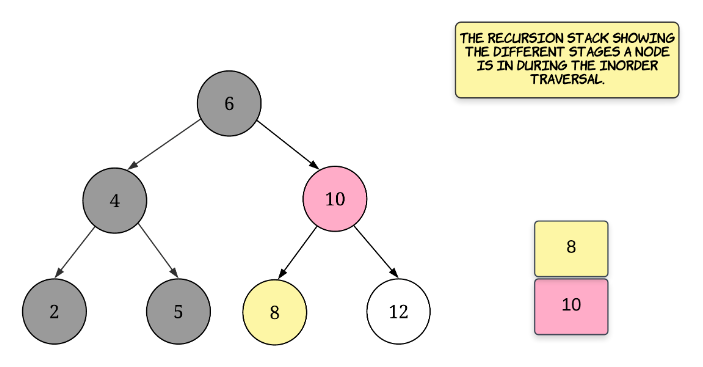 THE RECURSION STACK SHOWING
THE DIFFERENT STAGES A NODE
IS IN DURING THE INORDER
TRAVERSAL.
6
4
10
2
5
8
12
8
10